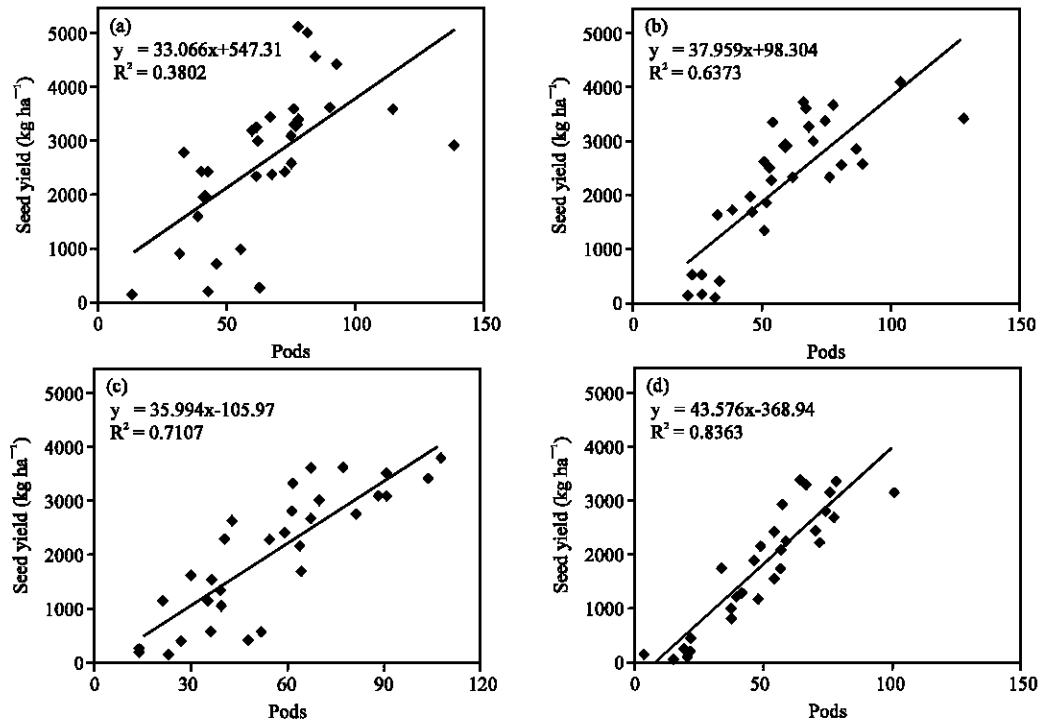 (a)
y = 33.066x+547.31
R² = 0.3802
5000
4000
3000
2000
1000
0
Seed yield (kg ha⁻¹)
0 50 100 150
Pods
(b)
y = 37.959x+98.304
R² = 0.6373
5000
4000
3000
2000
1000
0
Seed yield (kg ha⁻¹)
0 50 100 150
Pods
(c)
y = 35.994x-105.97
R² = 0.7107
5000
4000
3000
2000
1000
0
Seed yield (kg ha⁻¹)
0 30 60 90 120
Pods
(d)
y = 43.576x-368.94
R² = 0.8363
5000
4000
3000
2000
1000
0
Seed yield (kg ha⁻¹)
0 50 100 150
Pods